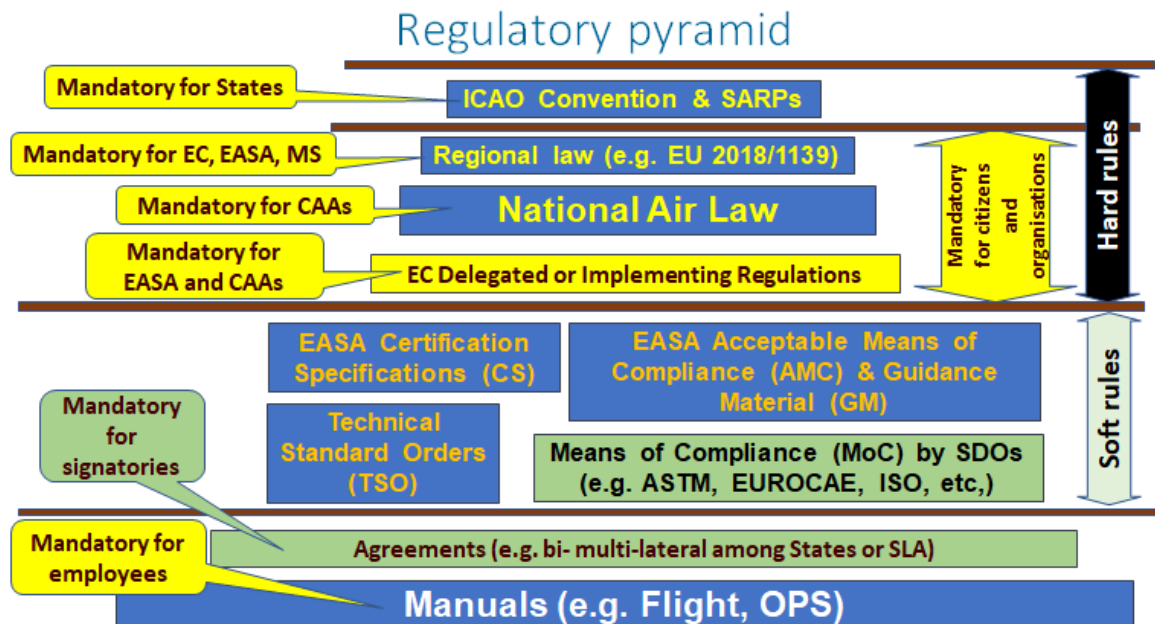 Regulatory pyramid
Mandatory for States
ICAO Convention & SARPs
Mandatory for EC, EASA, MS
Regional law (e.g. EU 2018/1139)
Mandatory for CAAs
National Air Law
Mandatory for
EASA and CAAs
EC Delegated or Implementing Regulations
Mandatory
for citizens
and
organisations
Hard rules
EASA Certification
Specifications (CS)
EASA Acceptable Means of
Compliance (AMC) & Guidance
Material (GM)
Mandatory
for
signatories
Technical
Standard Orders
(TSO)
Means of Compliance (MoC) by SDOs
(e.g. ASTM, EUROCAE, ISO, etc,)
Soft rules
Mandatory for
employees
Agreements (e.g. bi- multi-lateral among States or SLA)
Manuals (e.g. Flight, OPS)